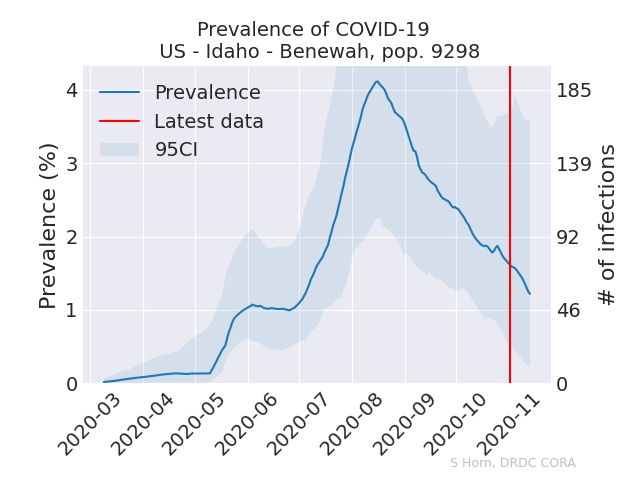 Prevalence of COVID-19
US - Idaho - Benewah, pop. 9298
Prevalence
Latest data
95CI
Prevalence (%)
4
3
2
1
0
# of infections
185
139
92
46
0
2020-03
2020-04
2020-05
2020-06
2020-07
2020-08
2020-09
2020-10
2020-11
S Horn, DRDC CORA